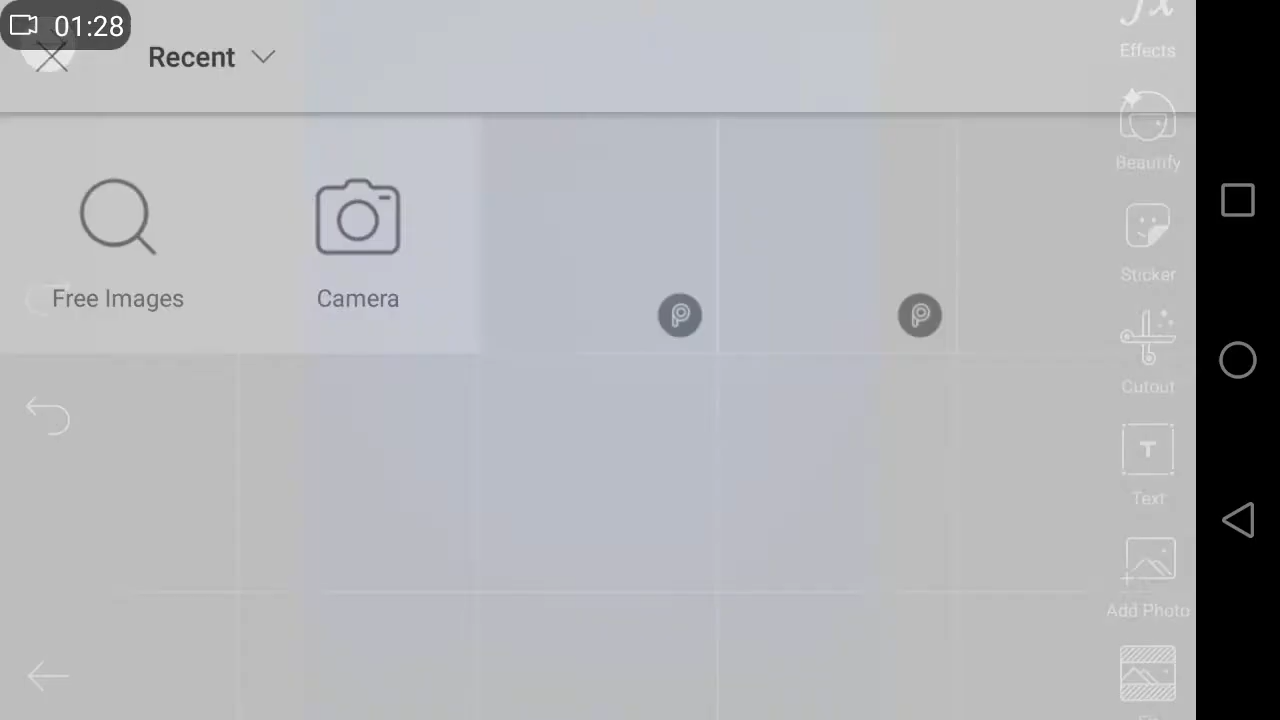 01:28
Recent
Effects
Beautify
Free Images
Camera
Sticker
Cutout
T
Text
Add Photo